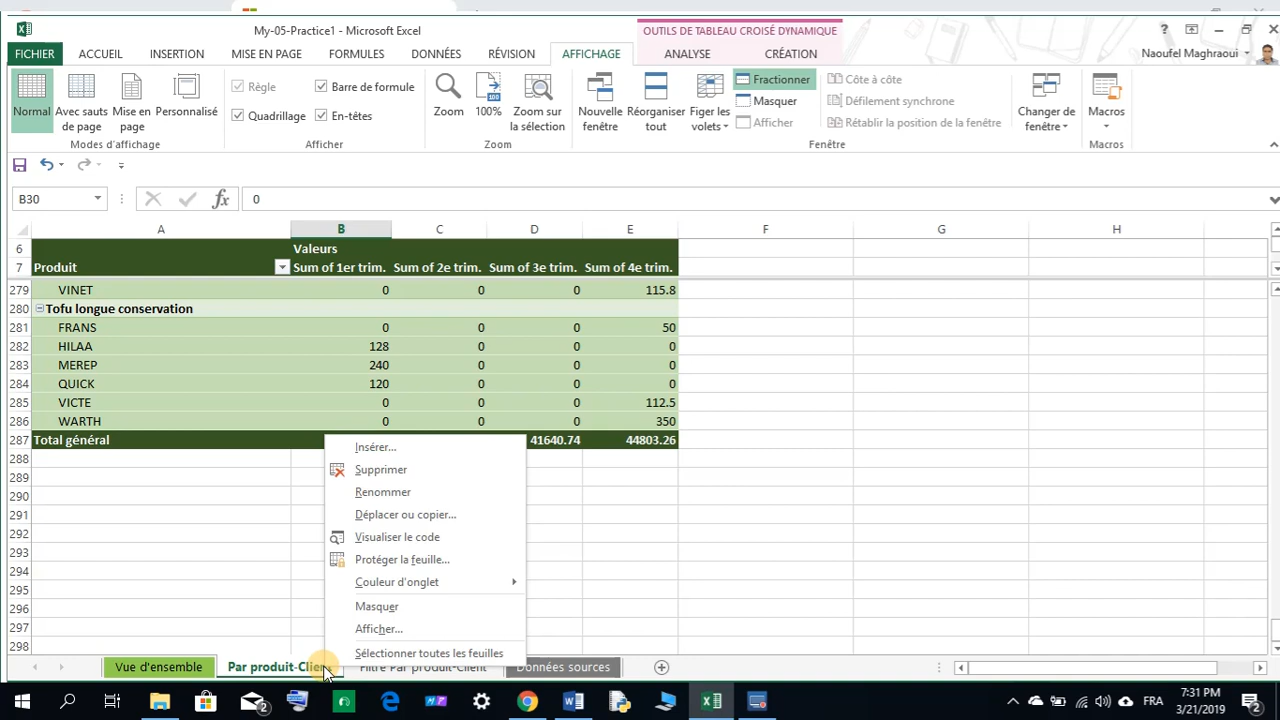 My-05-Practice1 - Microsoft Excel
OUTILS DE TABLEAU CROISÉ DYNAMIQUE
FICHIER ACCUEIL INSERTION MISE EN PAGE FORMULES DONNÉES RÉVISION AFFICHAGE ANALYSE CRÉATION Naoufel Maghraoui
Normal Avec sauts de page Mise en page Personnalisé
Modes d'affichage
Règle Barre de formule
Quadrillage En-têtes
Afficher
Zoom 100% Zoom sur la sélection
Zoom
Nouvelle fenêtre Réorganiser tout Figer les volets
Fractionner Côte à côte
Masquer Défilement synchrone
Afficher Rétablir la position de la fenêtre
Changer de fenêtre
Fenêtre
Macros
Macros
B30 fx 0
A B C D E F G H
6 Valeurs
7 Produit Sum of 1er trim. Sum of 2e trim. Sum of 3e trim. Sum of 4e trim.
279 VINET 0 0 0 115.8
280 Tofu longue conservation
281 FRANS 0 0 0 50
282 HILAA 128 0 0 0
283 MEREP 240 0 0 0
284 QUICK 120 0 0 0
285 VICTE 0 0 0 112.5
286 WARTH 0 0 0 350
287 Total général 41640.74 44803.26
288
289
290
291
292
293
294
295
296
297
298
Insérer...
Supprimer
Renommer
Déplacer ou copier...
Visualiser le code
Protéger la feuille...
Couleur d'onglet
Masquer
Afficher...
Sélectionner toutes les feuilles
Vue d'ensemble Par produit-Client Filtre Par produit-Client Données sources
2 FRA 7:31 PM
3/21/2019 2